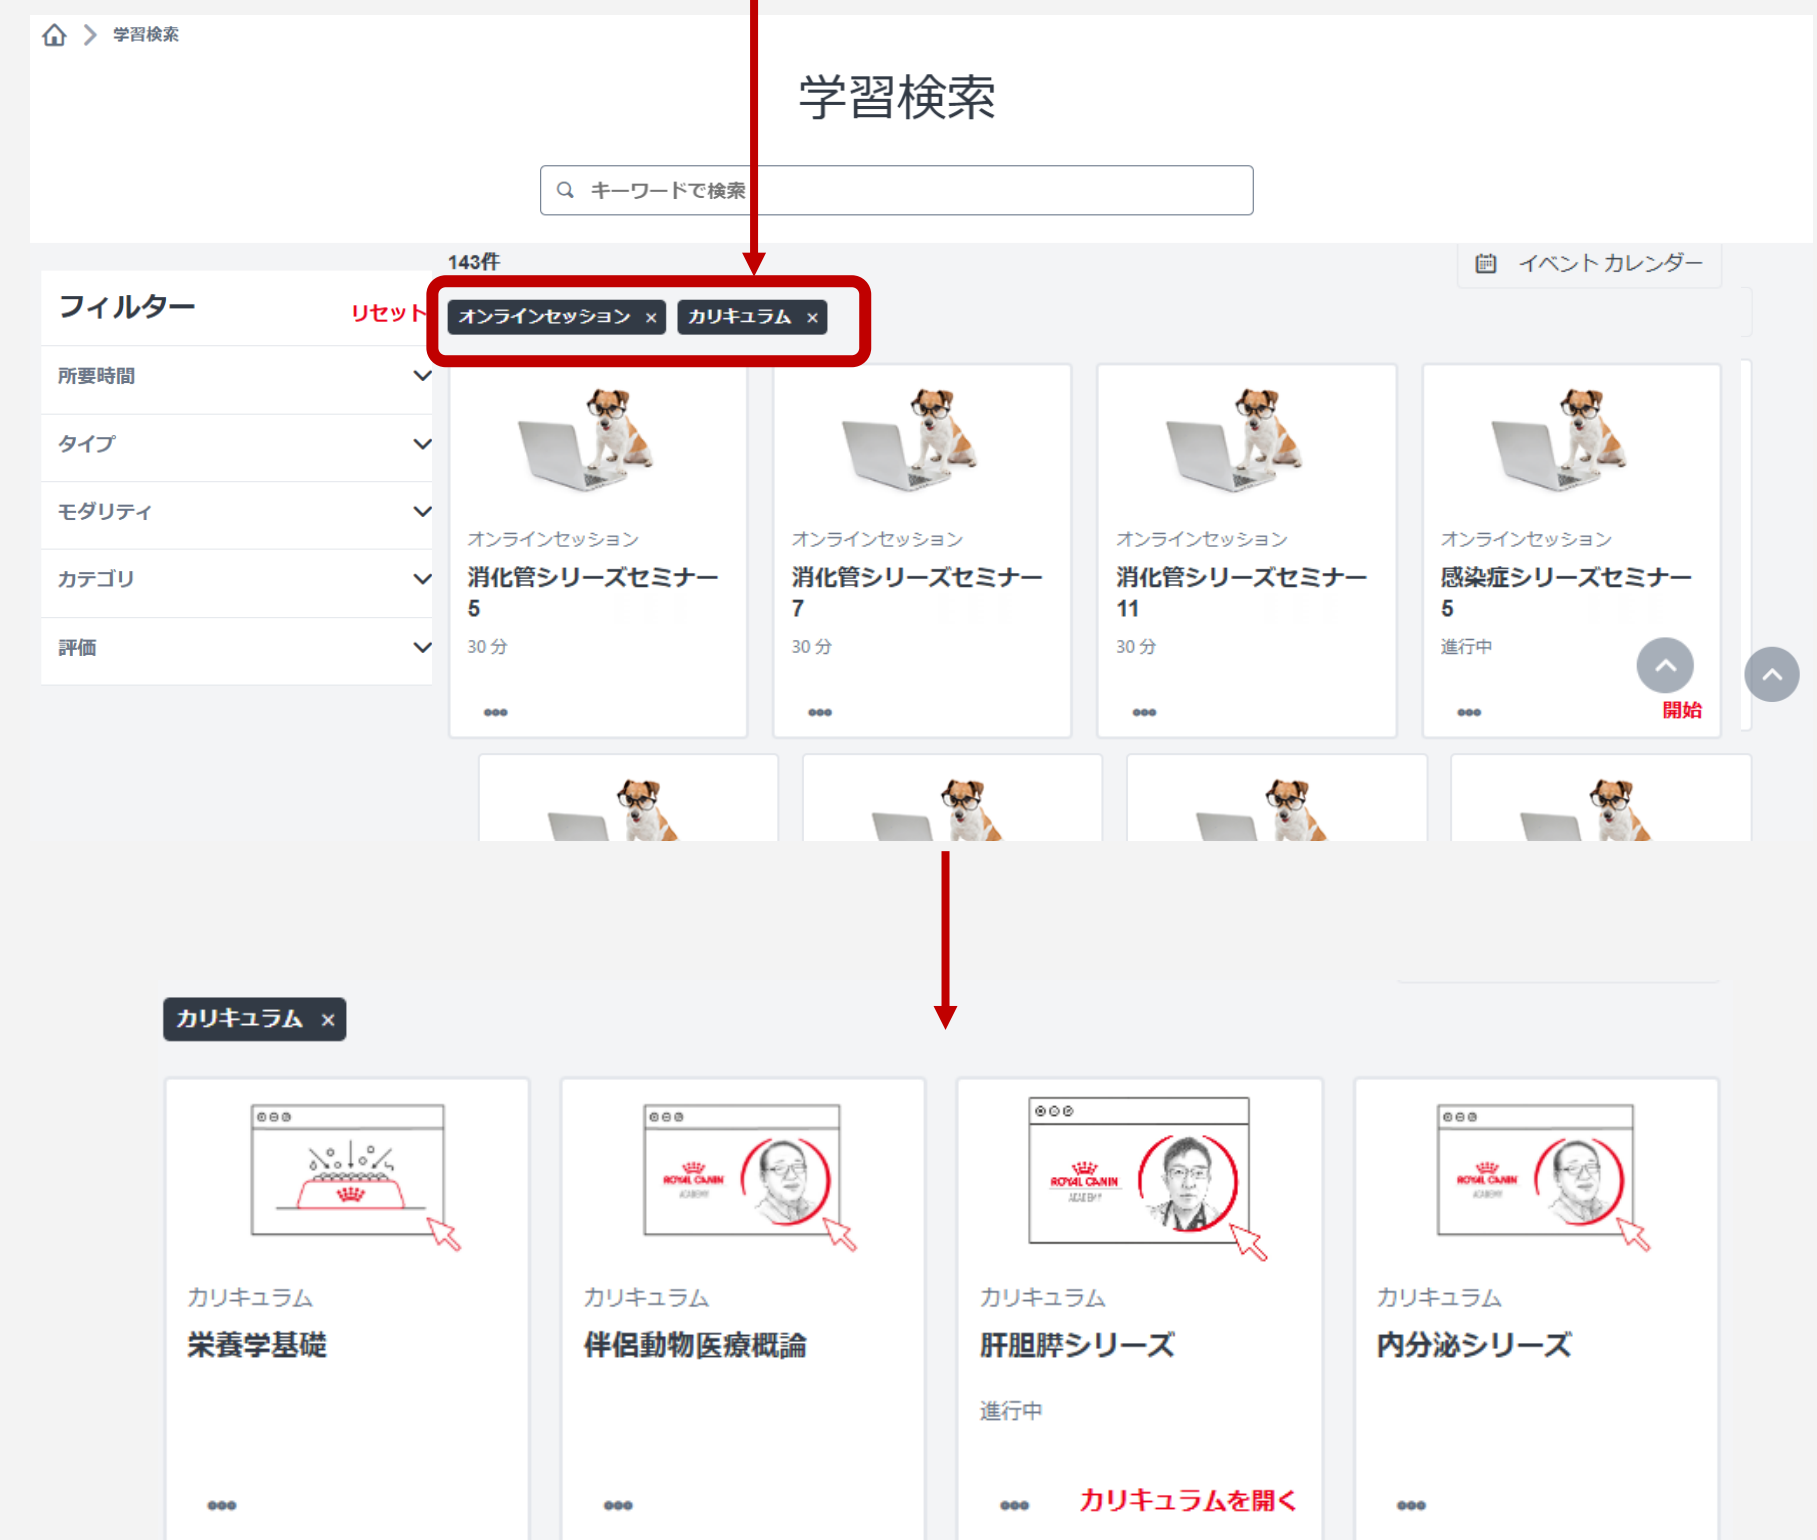 学習検索
学習検索
キーワードで検索
143件
イベント カレンダー
フィルター
リセット
オンラインセッション ×
カリキュラム ×
所要時間
タイプ
モダリティ
カテゴリ
評価
オンラインセッション
消化管シリーズセミナー
5
30 分
オンラインセッション
消化管シリーズセミナー
7
30 分
オンラインセッション
消化管シリーズセミナー
11
30 分
オンラインセッション
感染症シリーズセミナー
5
進行中
開始
カリキュラム ×
カリキュラム
栄養学基礎
ROYAL CANIN
ACADEMY
カリキュラム
伴侶動物医療概論
ROYAL CANIN
ACADEMY
カリキュラム
肝胆膵シリーズ
進行中
カリキュラムを開く
ROYAL CANIN
ACADEMY
カリキュラム
内分泌シリーズ